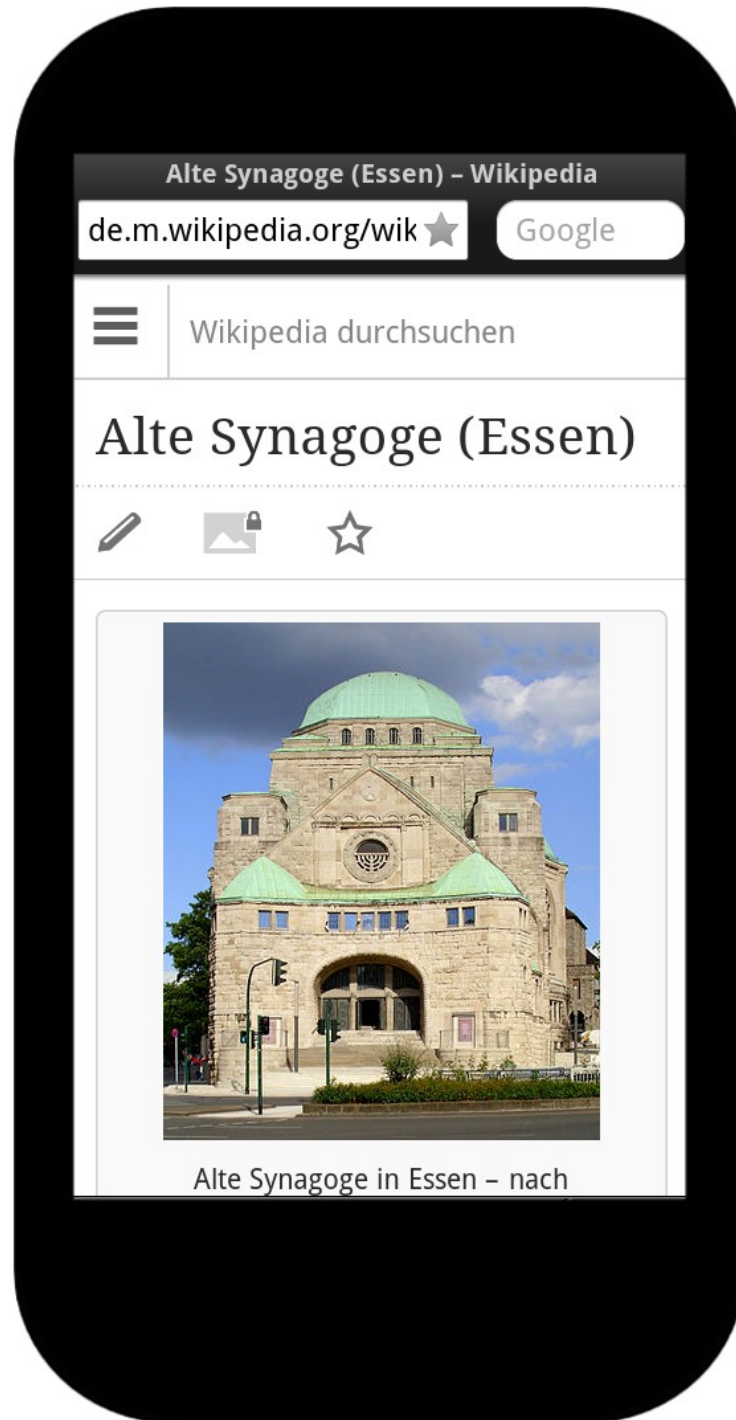 Alte Synagoge (Essen) – Wikipedia
de.m.wikipedia.org/wik
Google
Wikipedia durchsuchen
Alte Synagoge (Essen)
Alte Synagoge in Essen – nach